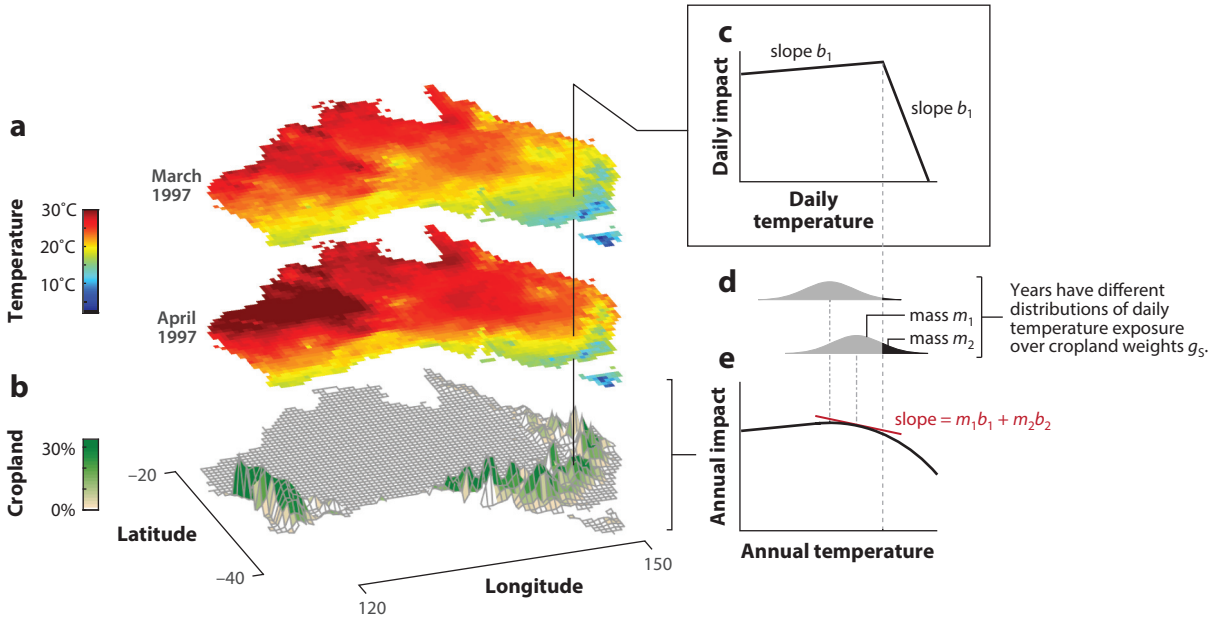 a
March
1997
Temperature
30˚C
20˚C
10˚C
April
1997
b
Cropland
30%
0%
–20
Latitude
–40
120
Longitude
150
c
Daily impact
slope b₁
slope b₁
Daily
temperature
d
mass m₁
mass m₂
Years have different
distributions of daily
temperature exposure
over cropland weights gₛ.
e
Annual impact
slope = m₁b₁ + m₂b₂
Annual temperature